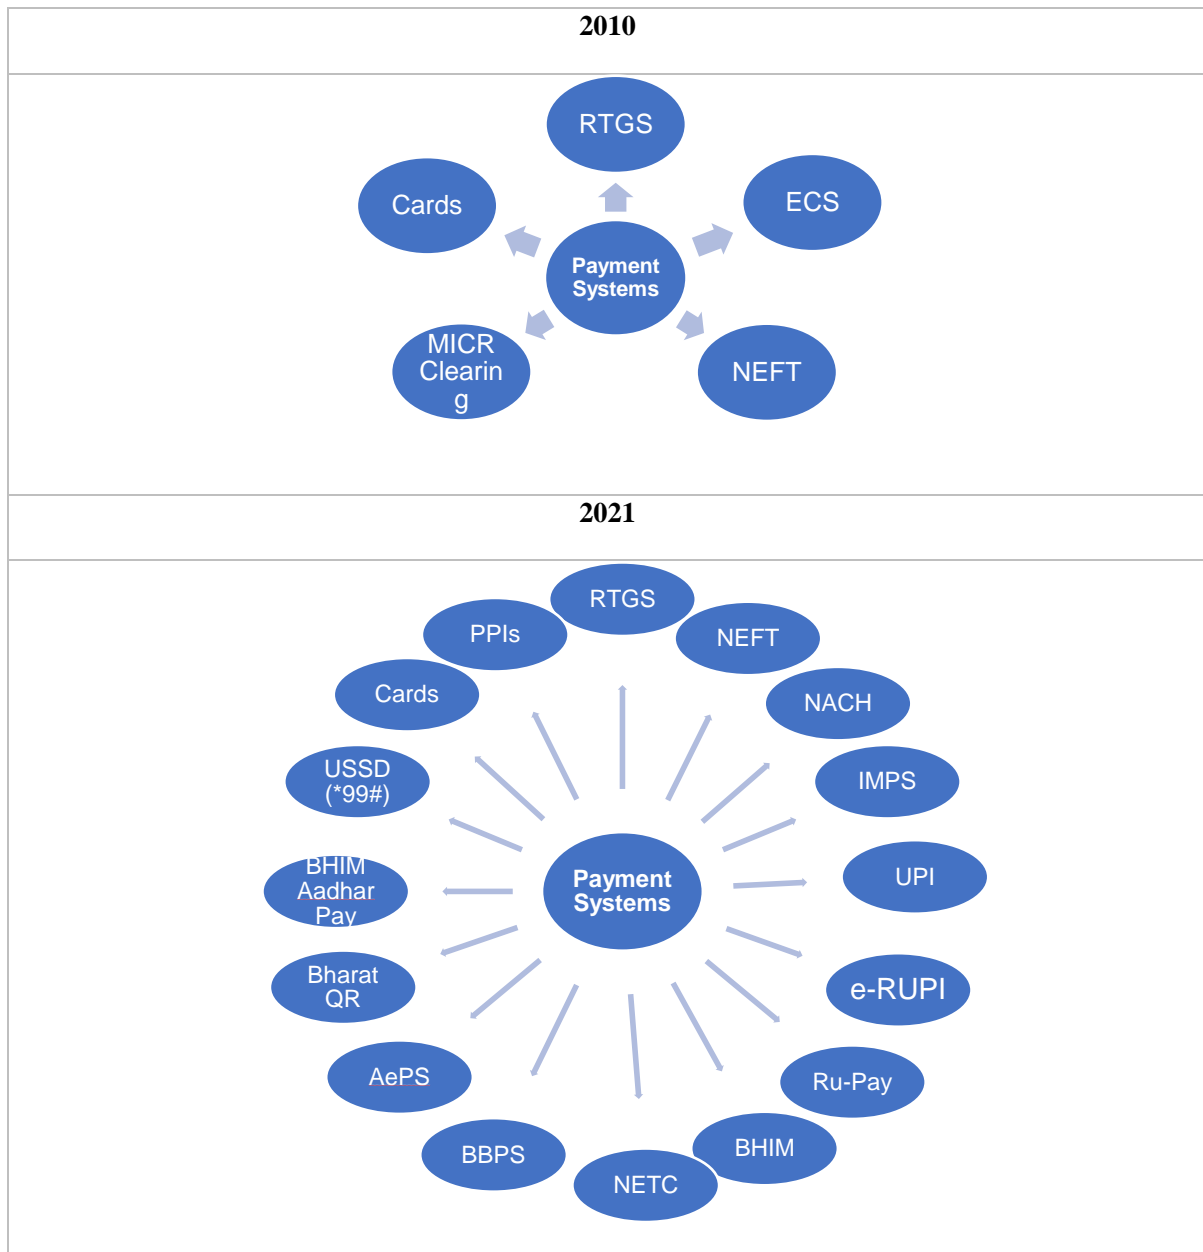 2010
RTGS
Cards
ECS
Payment
Systems
MICR
Clearin
g
NEFT
2021
RTGS
PPIs
NEFT
Cards
NACH
USSD
(*99#)
IMPS
BHIM
Aadhar
Pay
Payment
Systems
UPI
Bharat
QR
e-RUPI
AePS
Ru-Pay
BBPS
BHIM
NETC